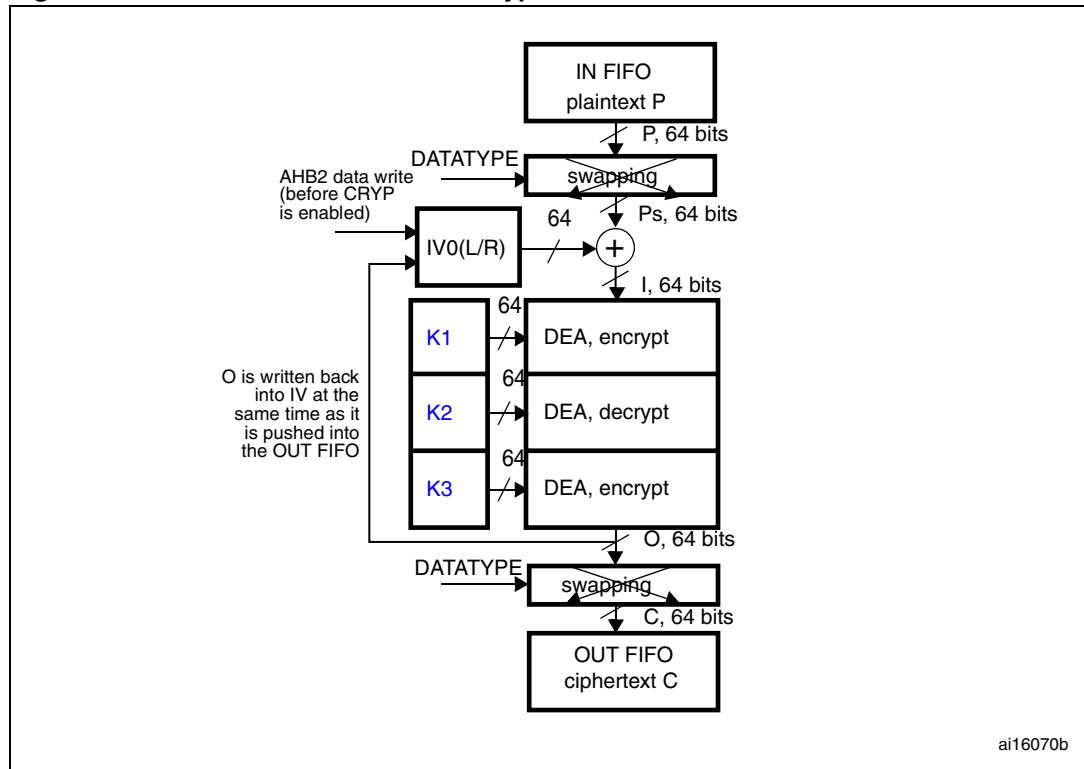 IN FIFO
plaintext P
P, 64 bits
DATATYPE
swapping
AHB2 data write
(before CRYP
is enabled)
Ps, 64 bits
64
IV0(L/R)
+
I, 64 bits
64
K1
DEA, encrypt
64
K2
DEA, decrypt
O is written back
into IV at the
same time as it
is pushed into
the OUT FIFO
64
K3
DEA, encrypt
O, 64 bits
DATATYPE
swapping
C, 64 bits
OUT FIFO
ciphertext C
ai16070b